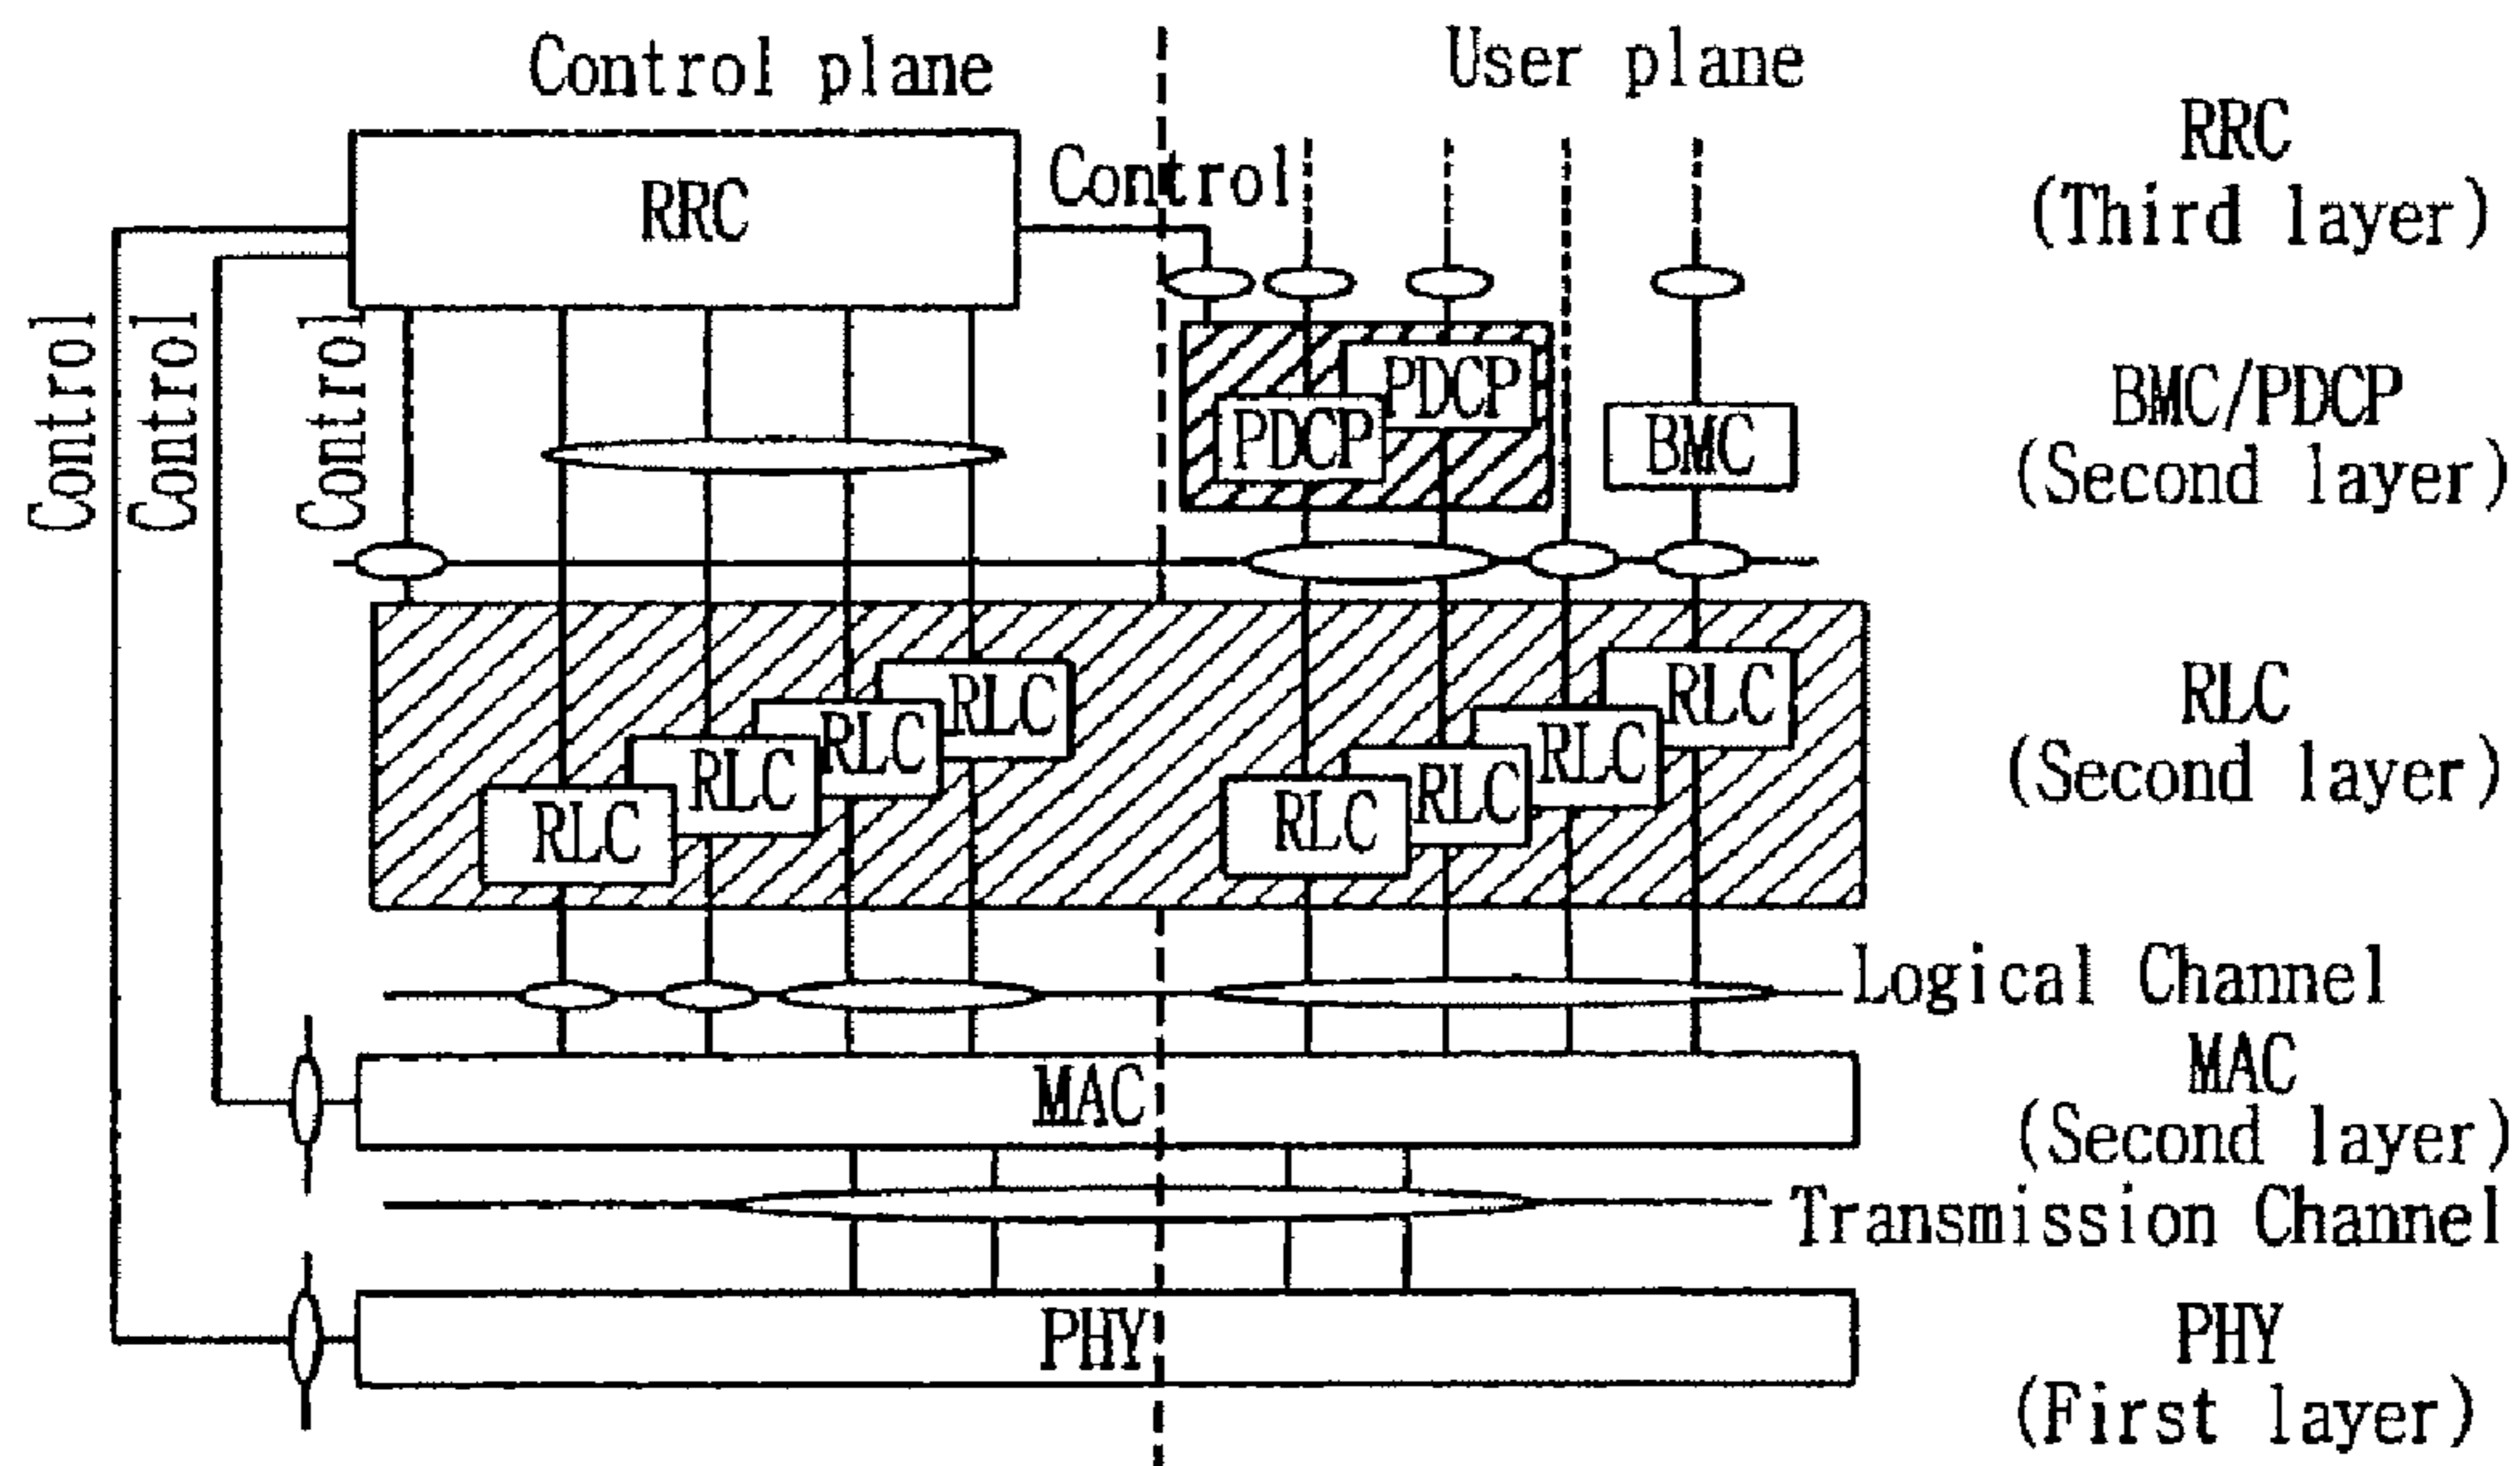 Control plane
User plane
RRC
(Third layer)
RRC
Control
Control
Control
Control
PDCP
PDCP
BMC
BMC/PDCP
(Second layer)
RLC
RLC
RLC
RLC
RLC
RLC
RLC
RLC
RLC
(Second layer)
Logical Channel
MAC
MAC
(Second layer)
Transmission Channel
PHY
PHY
(First layer)